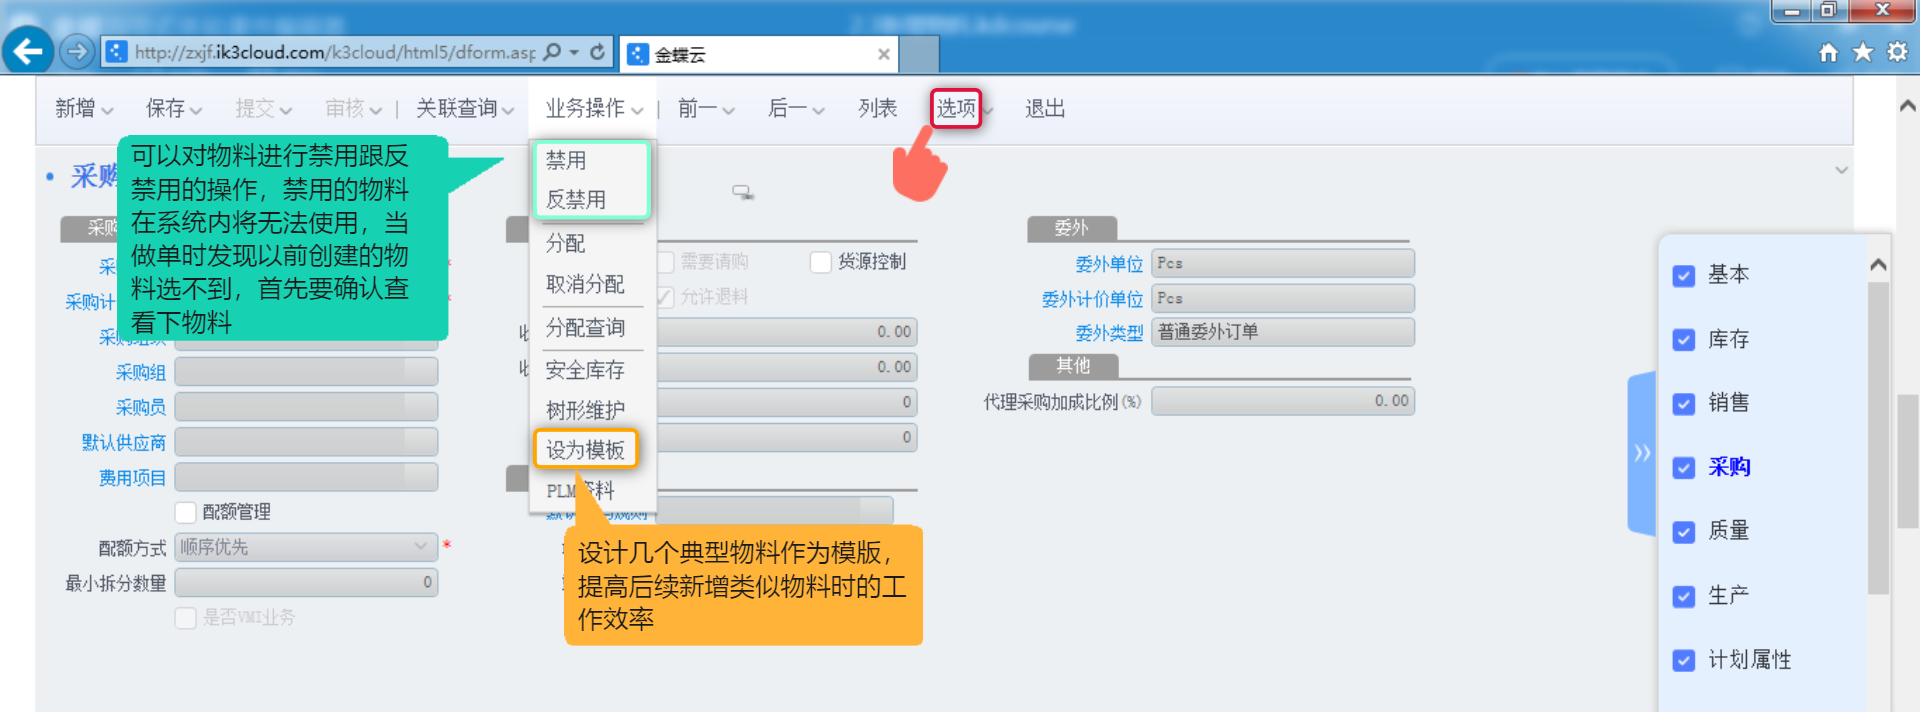 http://zxjf.ik3cloud.com/k3cloud/html5/dform.asp
金蝶云
新增 保存 提交 审核 | 关联查询 业务操作 | 前一 后一 列表 选项 退出
可以对物料进行禁用跟反
禁用的操作，禁用的物料
在系统内将无法使用，当
做单时发现以前创建的物
料选不到，首先要确认查
看下物料
采购
采购
采购计
采购组
采购员
默认供应商
费用项目
配额管理
配额方式 顺序优先 *
最小拆分数量 0
是否VMI业务
禁用
反禁用
分配
取消分配
分配查询
安全库存
树形维护
设为模板
PLM资料
需要请购 货源控制
允许退料
0.00
0.00
0
0
设计几个典型物料作为模版，
提高后续新增类似物料时的工
作效率
委外
委外单位 Pcs
委外计价单位 Pcs
委外类型 普通委外订单
其他
代理采购加成比例(%) 0.00
基本
库存
销售
采购
质量
生产
计划属性